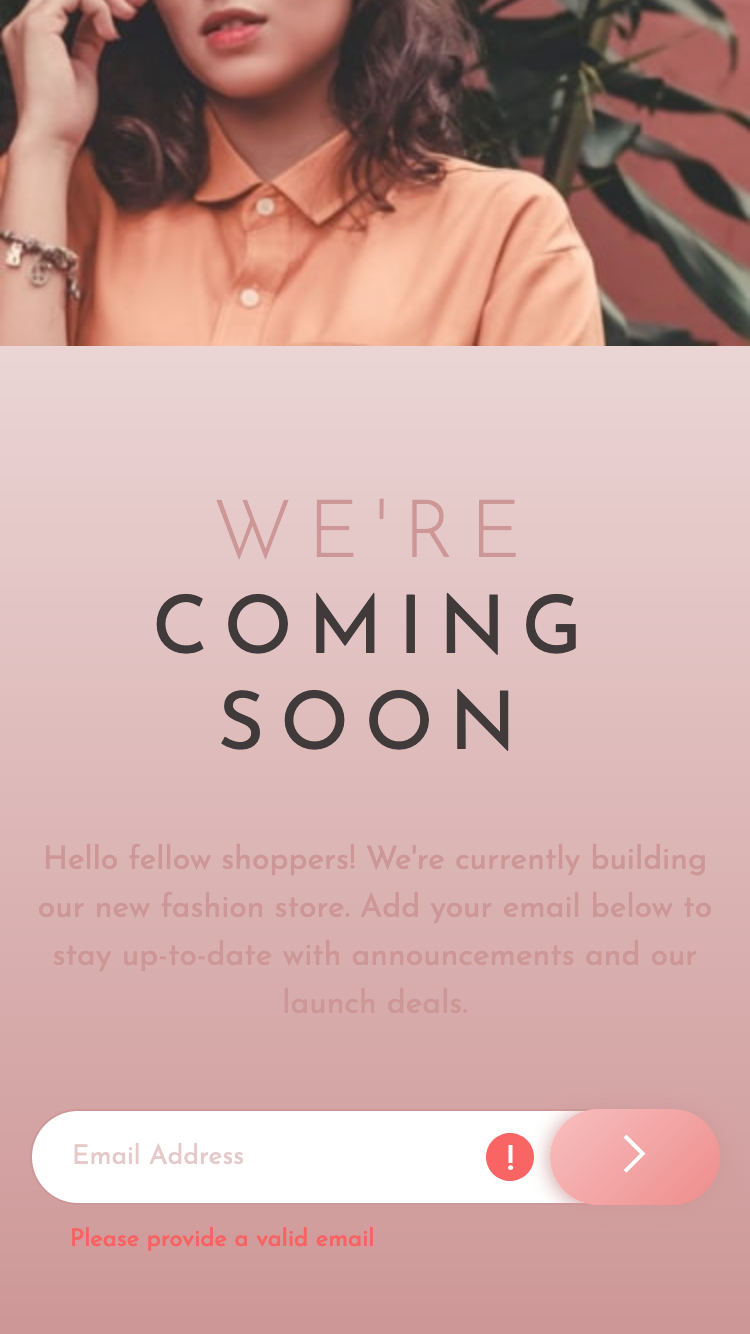 WE'RE
COMING
SOON
Hello fellow shoppers! We're currently building
our new fashion store. Add your email below to
stay up-to-date with announcements and our
launch deals.
Email Address
!
Please provide a valid email